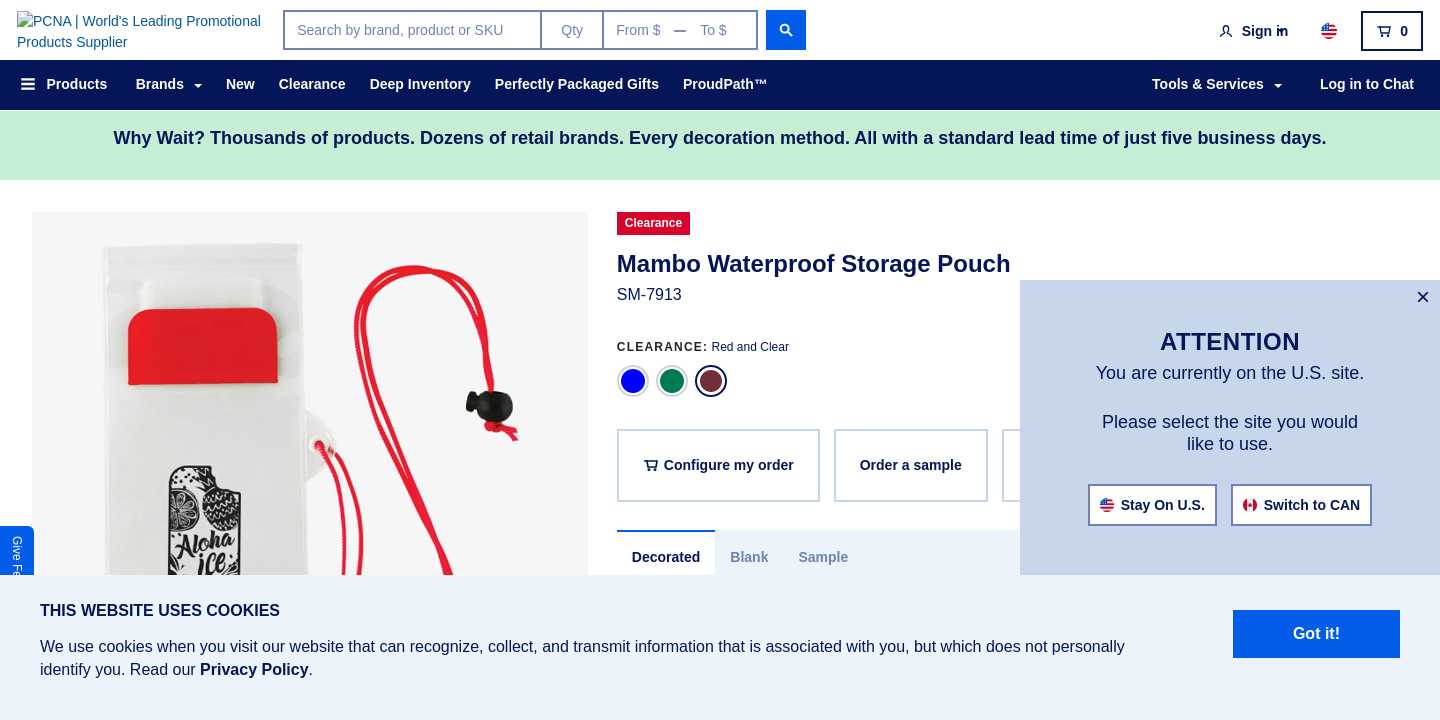 PCNA | World's Leading Promotional
Products Supplier
Search by brand, product or SKU
Qty
From $ — To $
Sign in
0
Products
Brands
New
Clearance
Deep Inventory
Perfectly Packaged Gifts
ProudPath™
Tools & Services
Log in to Chat
Why Wait? Thousands of products. Dozens of retail brands. Every decoration method. All with a standard lead time of just five business days.
Clearance
Mambo Waterproof Storage Pouch
SM-7913
CLEARANCE: Red and Clear
Configure my order
Order a sample
Decorated
Blank
Sample
Aloha
ice
Give Fe
×
ATTENTION
You are currently on the U.S. site.
Please select the site you would
like to use.
Stay On U.S.
Switch to CAN
THIS WEBSITE USES COOKIES
We use cookies when you visit our website that can recognize, collect, and transmit information that is associated with you, but which does not personally
identify you. Read our Privacy Policy.
Got it!